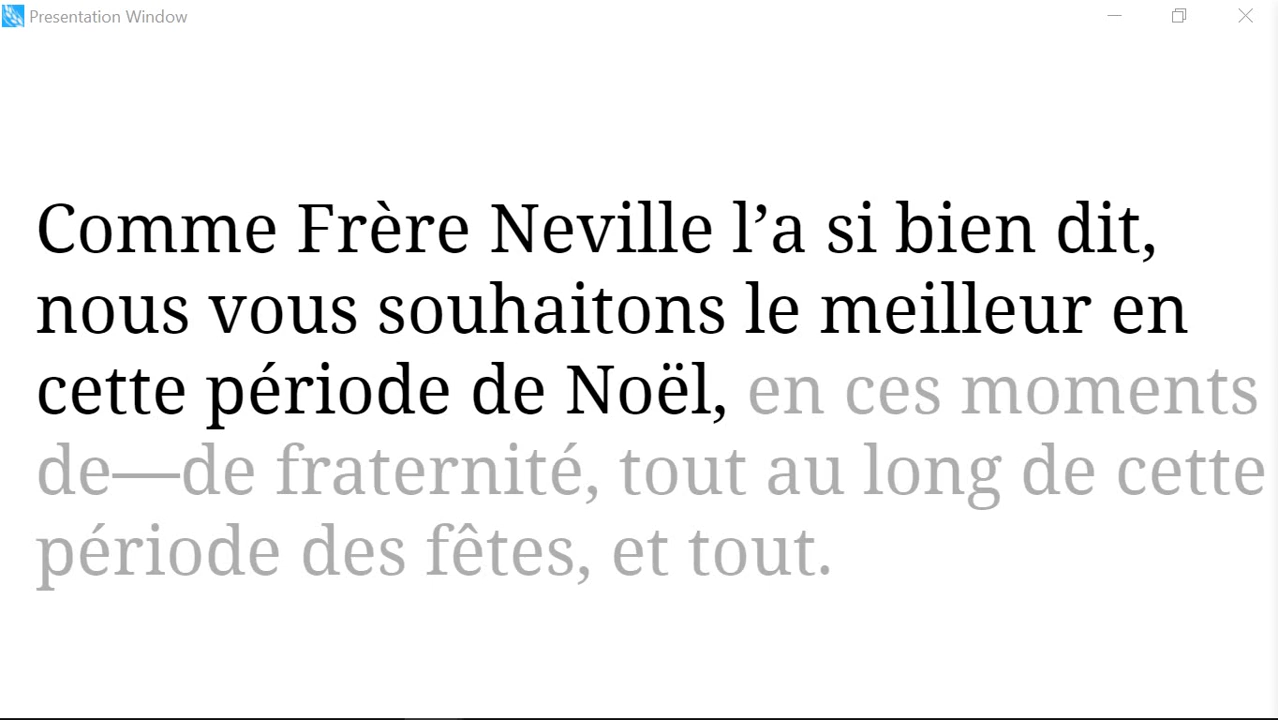 Presentation Window
Comme Frère Neville l’a si bien dit,
nous vous souhaitons le meilleur en
cette période de Noël, en ces moments
de—de fraternité, tout au long de cette
période des fêtes, et tout.